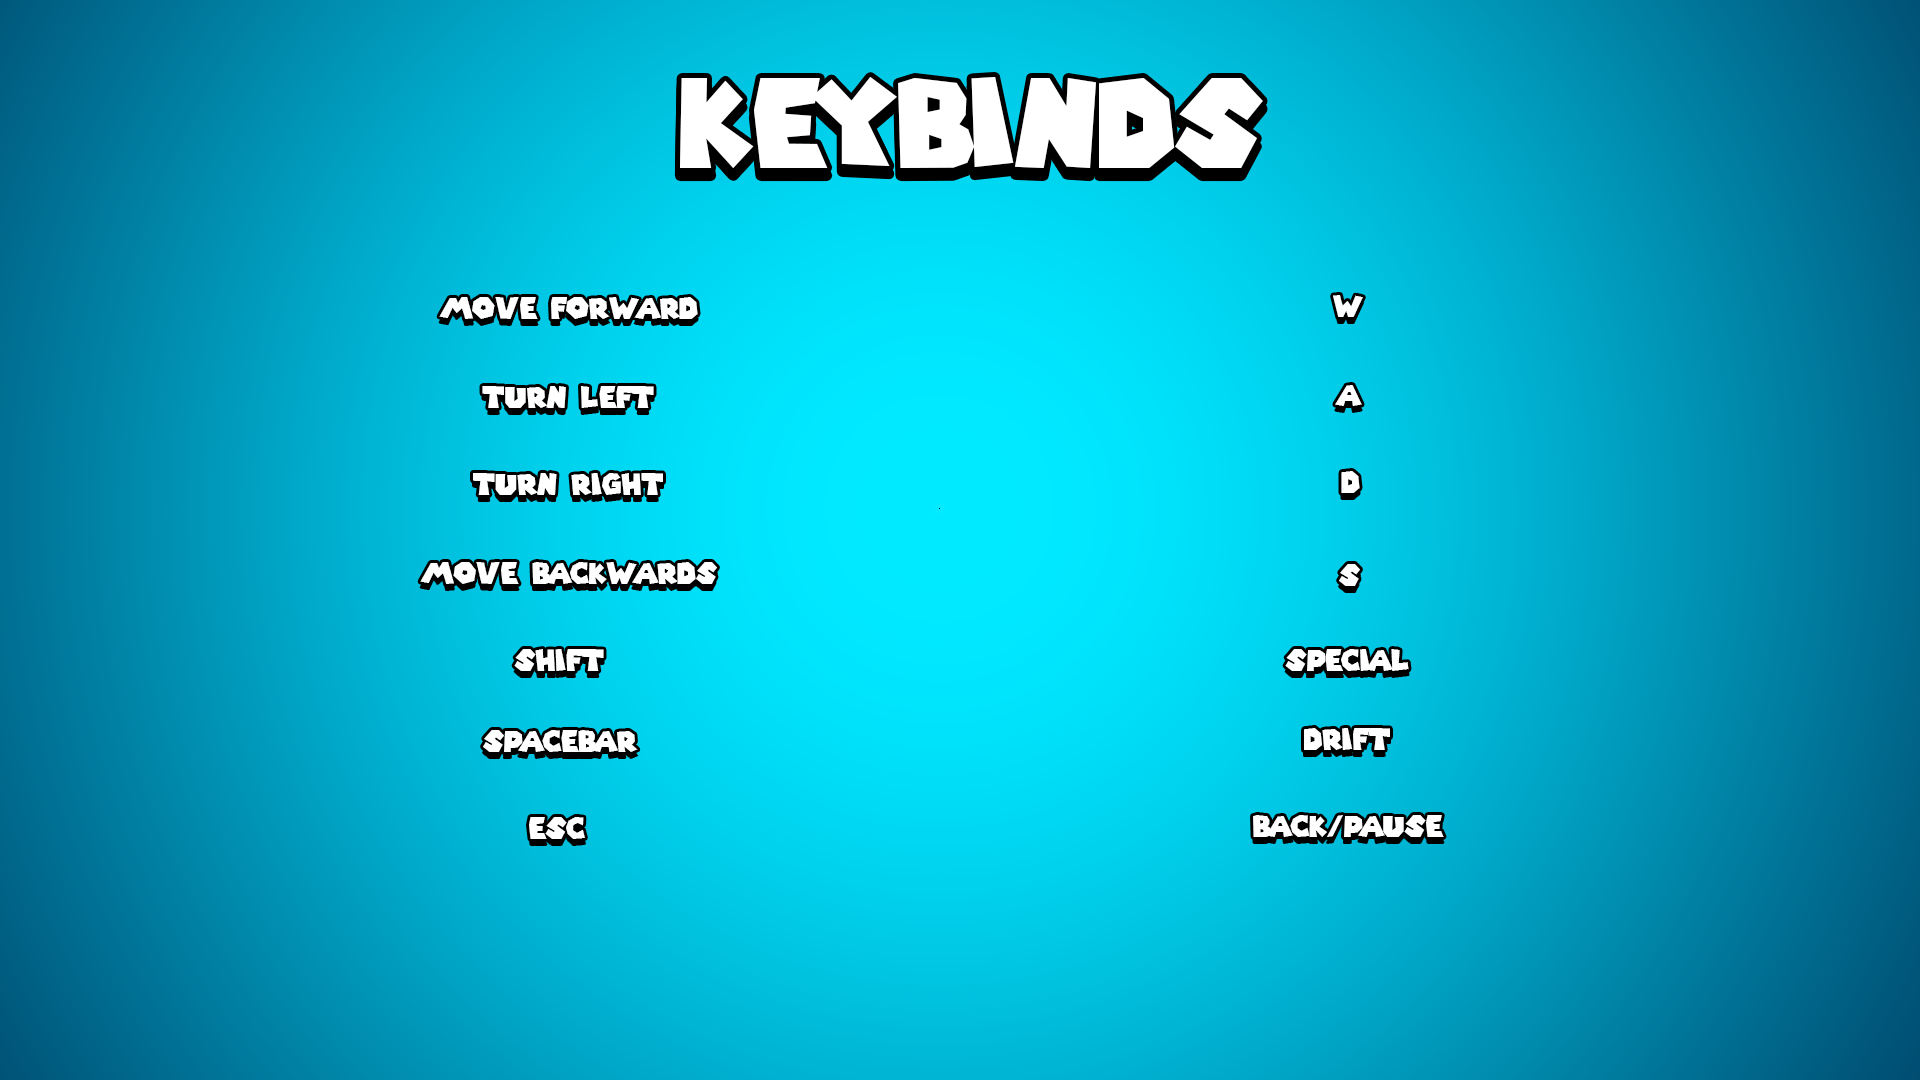 KEYBINDS
MOVE FORWARD W
TURN LEFT A
TURN RIGHT D
MOVE BACKWARDS S
SHIFT SPECIAL
SPACEBAR DRIFT
ESC BACK/PAUSE